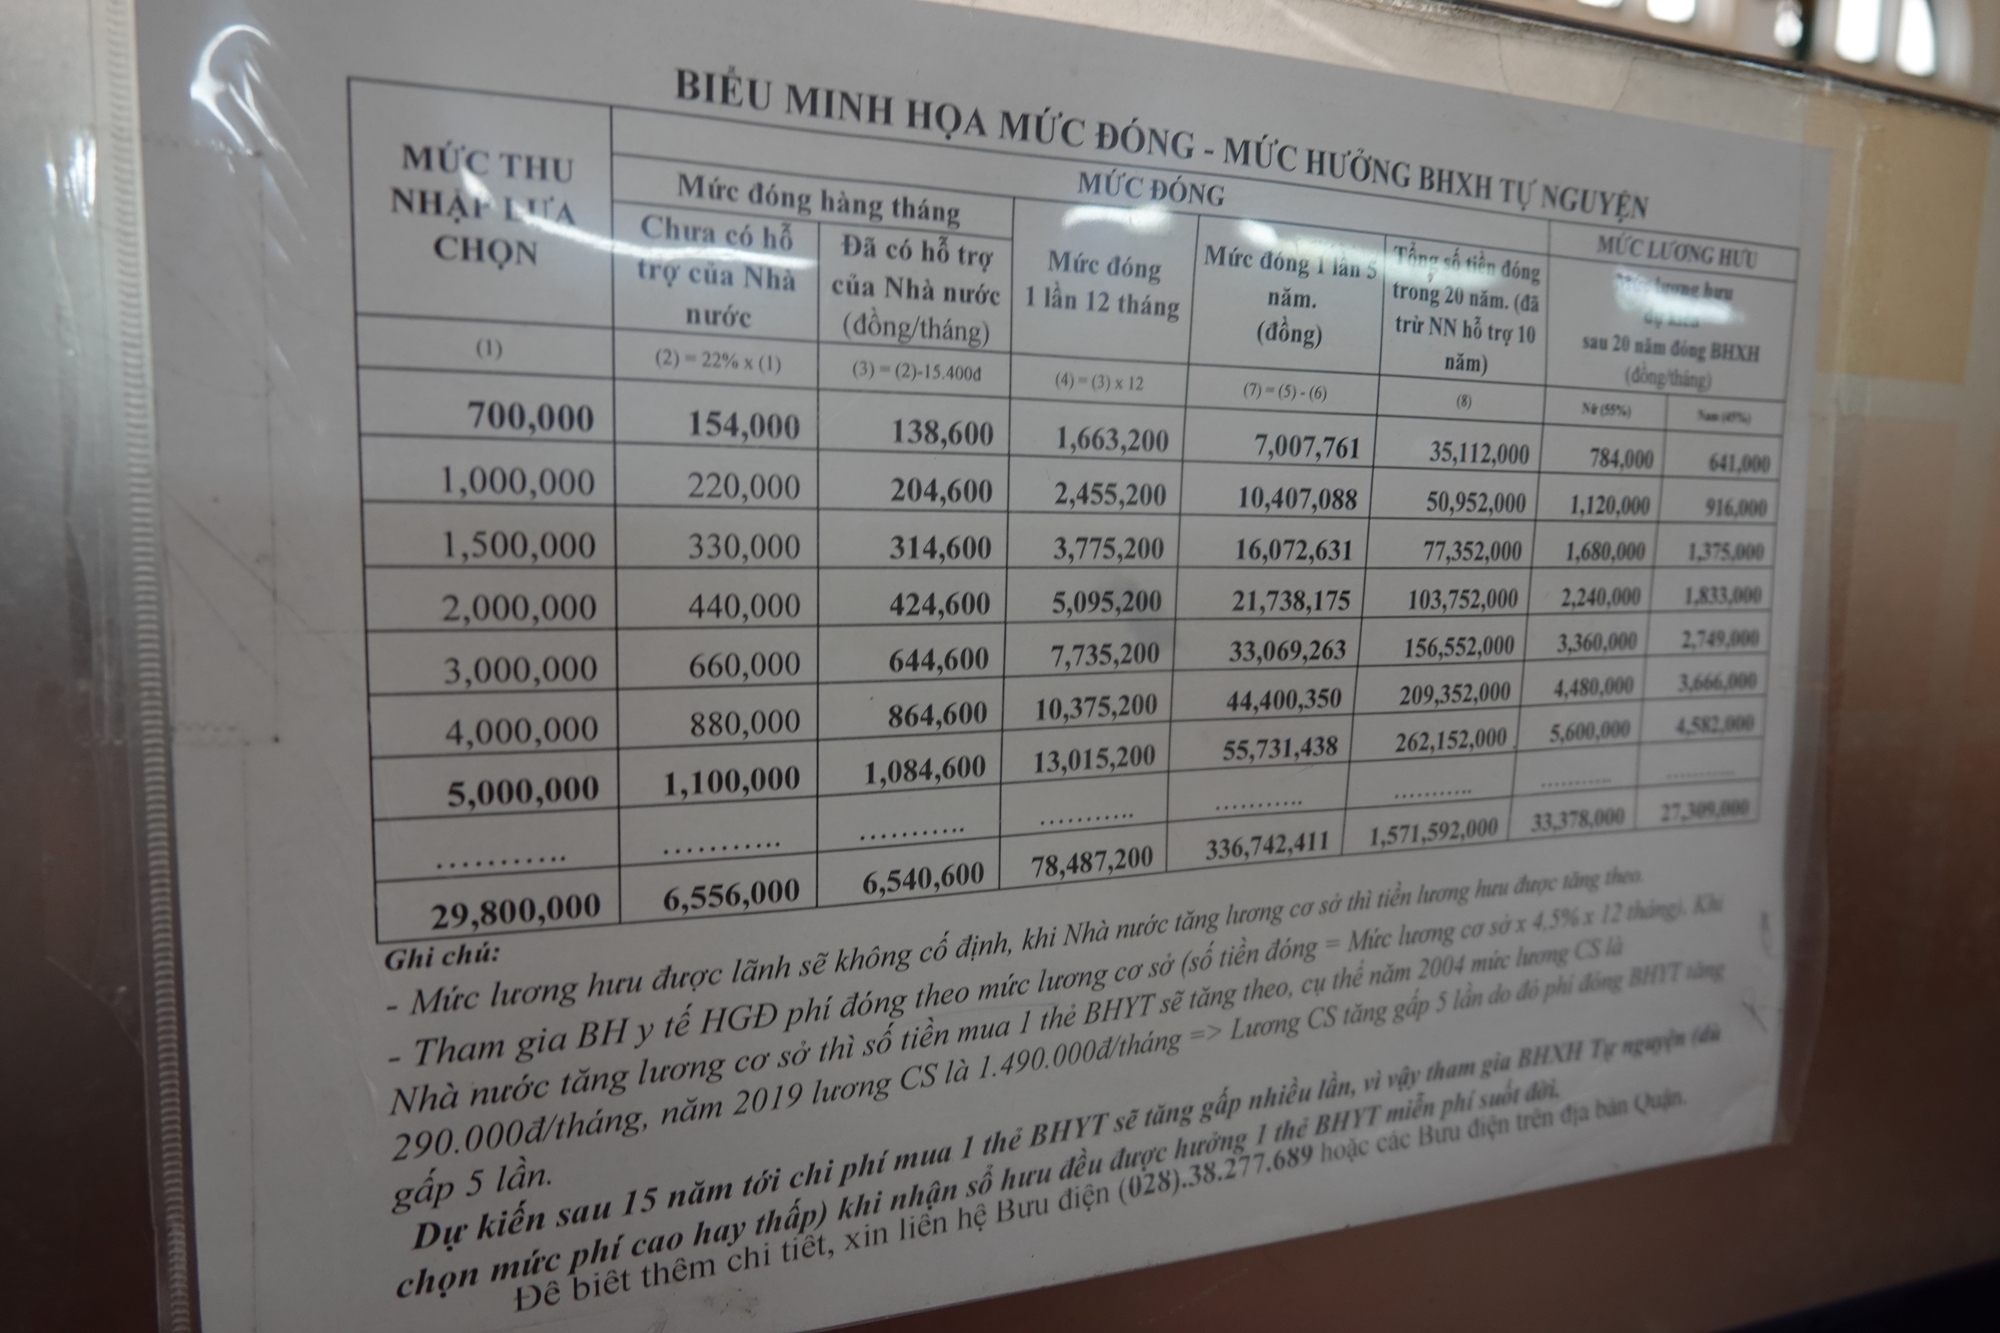 BIỂU MINH HỌA MỨC ĐÓNG - MỨC HƯỞNG BHXH TỰ NGUYỆN
MỨC THU
NHẬP LỰA
CHỌN
MỨC ĐÓNG
MỨC LƯƠNG HƯU
Mức đóng hàng tháng
Chưa có hỗ
trợ của Nhà
nước
Đã có hỗ trợ
của Nhà nước
(đồng/tháng)
Mức đóng
1 lần 12 tháng
Mức đóng 1 lần 5
năm.
(đồng)
Tổng số tiền đóng
trong 20 năm. (đã
trừ NN hỗ trợ 10
năm)
lương hưu
dự kiến
sau 20 năm đóng BHXH
(đồng/tháng)
(1) (2) = 22% x (1) (3) = (2)-15.400đ (4) = (3) x 12 (7) = (5) - (6) (8) Nữ (55%) Nam (45%)
700,000 154,000 138,600 1,663,200 7,007,761 35,112,000 784,000 641,000
1,000,000 220,000 204,600 2,455,200 10,407,088 50,952,000 1,120,000 916,000
1,500,000 330,000 314,600 3,775,200 16,072,631 77,352,000 1,680,000 1,375,000
2,000,000 440,000 424,600 5,095,200 21,738,175 103,752,000 2,240,000 1,833,000
3,000,000 660,000 644,600 7,735,200 33,069,263 156,552,000 3,360,000 2,749,000
4,000,000 880,000 864,600 10,375,200 44,400,350 209,352,000 4,480,000 3,666,000
5,000,000 1,100,000 1,084,600 13,015,200 55,731,438 262,152,000 5,600,000 4,582,000
........... ........... ........... ........... ........... ........... ........... ...........
29,800,000 6,556,000 6,540,600 78,487,200 336,742,411 1,571,592,000 33,378,000 27,309,000
Ghi chú:
- Mức lương hưu được lãnh sẽ không cố định, khi Nhà nước tăng lương cơ sở thì tiền lương hưu được tăng theo.
- Tham gia BH y tế HGĐ phí đóng theo mức lương cơ sở (số tiền đóng = Mức lương cơ sở x 4,5% x 12 tháng). Khi
Nhà nước tăng lương cơ sở thì số tiền mua 1 thẻ BHYT sẽ tăng theo, cụ thể năm 2004 mức lương CS là
290.000đ/tháng, năm 2019 lương CS là 1.490.000đ/tháng => Lương CS tăng gấp 5 lần do đó phí đóng BHYT tăng
gấp 5 lần.
Dự kiến sau 15 năm tới chi phí mua 1 thẻ BHYT sẽ tăng gấp nhiều lần, vì vậy tham gia BHXH Tự nguyện (dù
chọn mức phí cao hay thấp) khi nhận sổ hưu đều được hưởng 1 thẻ BHYT miễn phí suốt đời.
Để biết thêm chi tiết, xin liên hệ Bưu điện (028).38.277.689 hoặc các Bưu điện trên địa bàn Quận.